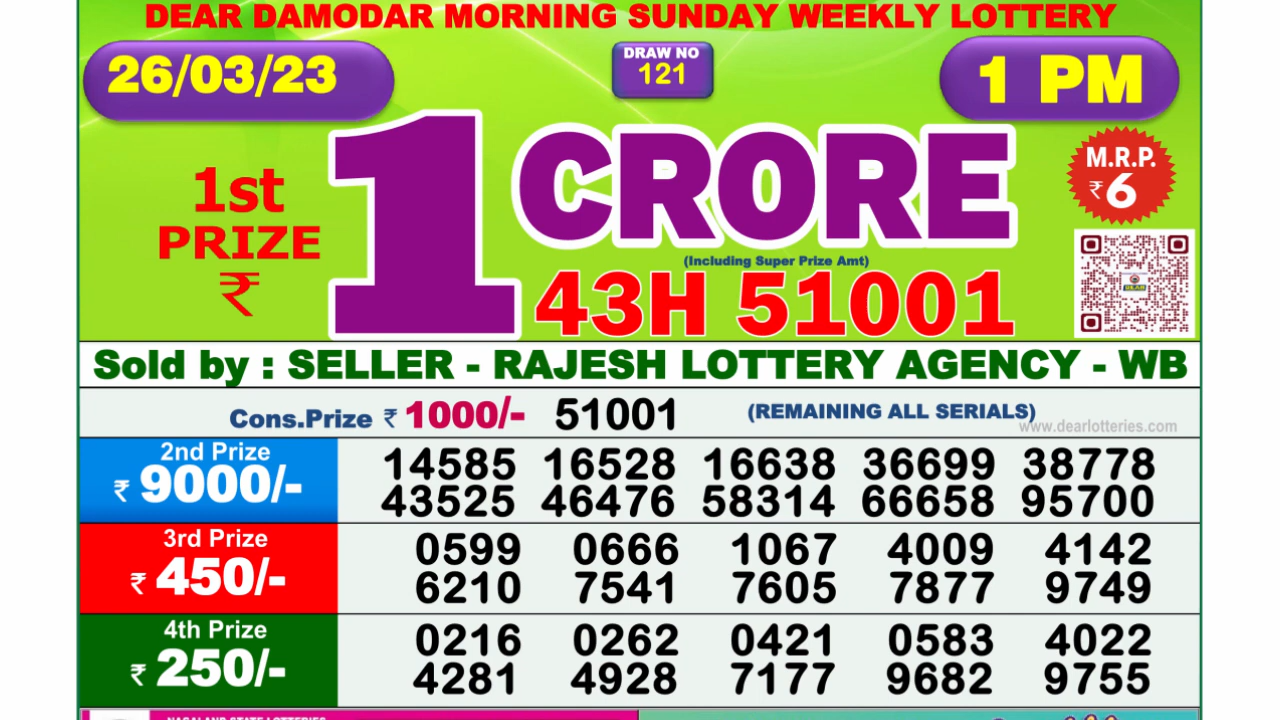 DEAR DAMODAR MORNING SUNDAY WEEKLY LOTTERY
26/03/23
DRAW NO
121
1 PM
1st
PRIZE
₹
1 CRORE
(Including Super Prize Amt)
43H 51001
M.R.P.
₹6
Sold by : SELLER - RAJESH LOTTERY AGENCY - WB
Cons.Prize ₹ 1000/- 51001 (REMAINING ALL SERIALS)
www.dearlotteries.com
2nd Prize
₹ 9000/-
14585 16528 16638 36699 38778
43525 46476 58314 66658 95700
3rd Prize
₹ 450/-
0599 0666 1067 4009 4142
6210 7541 7605 7877 9749
4th Prize
₹ 250/-
0216 0262 0421 0583 4022
4281 4928 7177 9682 9755
NAGALAND STATE LOTTERIES